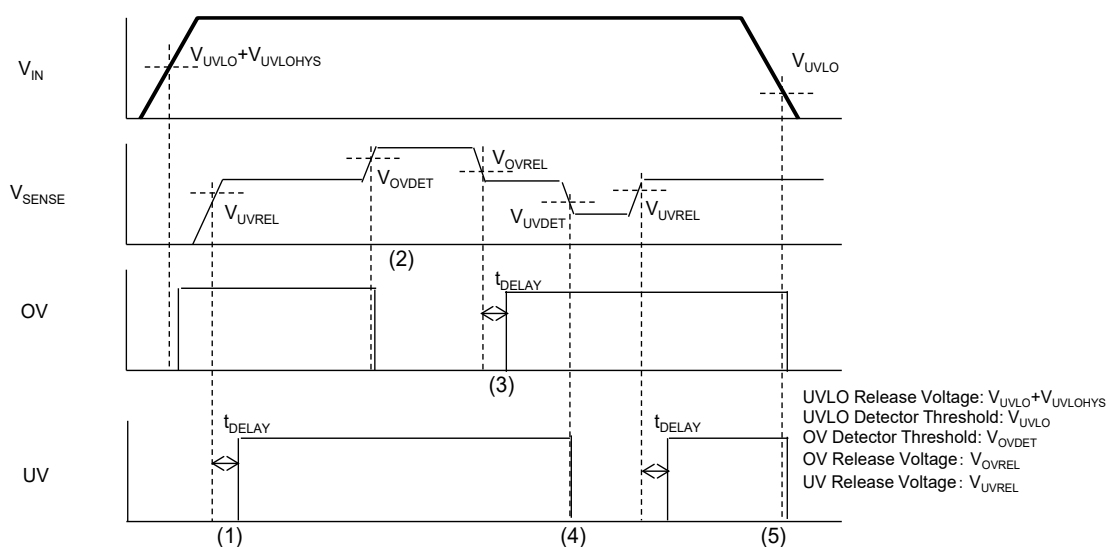 V_IN
V_UVLO+V_UVLOHYS
V_UVLO
V_SENSE
V_UVREL
V_OVDET
V_OVREL
V_UVDET
V_UVREL
(2)
OV
t_DELAY
(3)
UV
t_DELAY
(1)
(4)
(5)
UVLO Release Voltage: V_UVLO+V_UVLOHYS
UVLO Detector Threshold: V_UVLO
OV Detector Threshold: V_OVDET
OV Release Voltage: V_OVREL
UV Release Voltage: V_UVREL